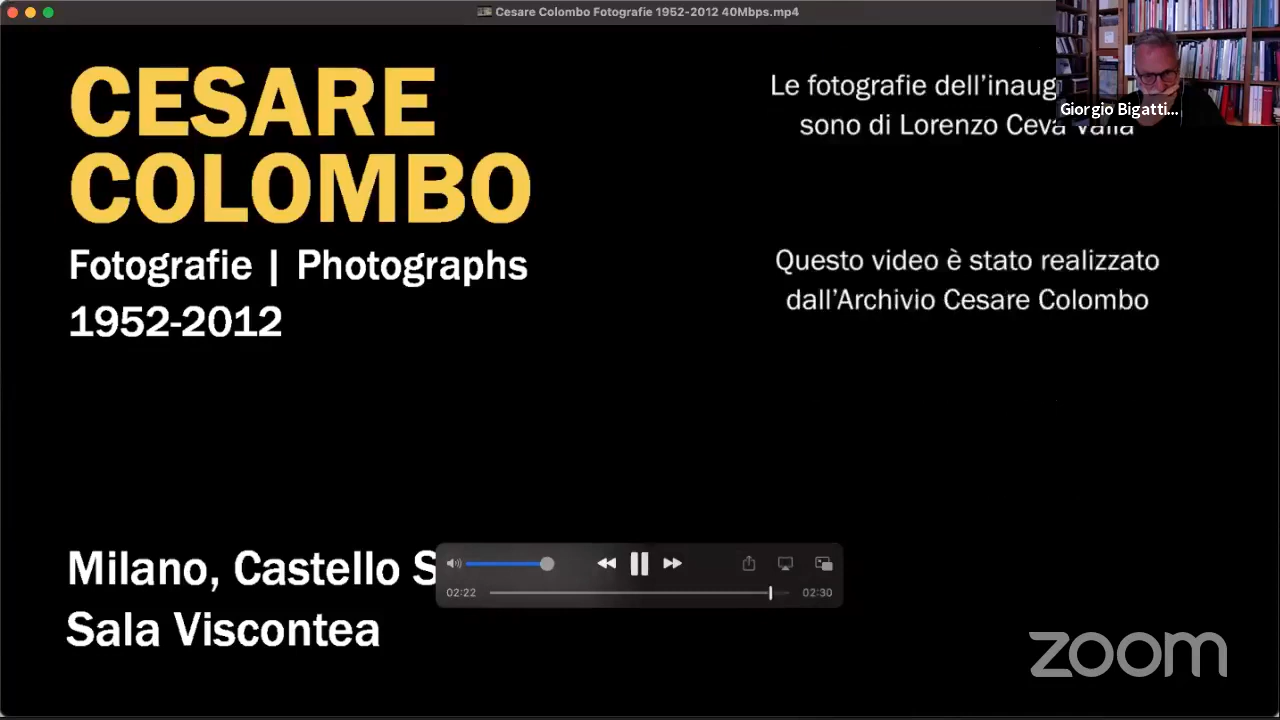 Cesare Colombo Fotografie 1952-2012 40Mbps.mp4
CESARE
COLOMBO
Fotografie | Photographs
1952-2012
Le fotografie dell'inaug
sono di Lorenzo Ceva Valla
Giorgio Bigatti...
Questo video è stato realizzato
dall'Archivio Cesare Colombo
Milano, Castello S
Sala Viscontea
02:22
02:30
zoom